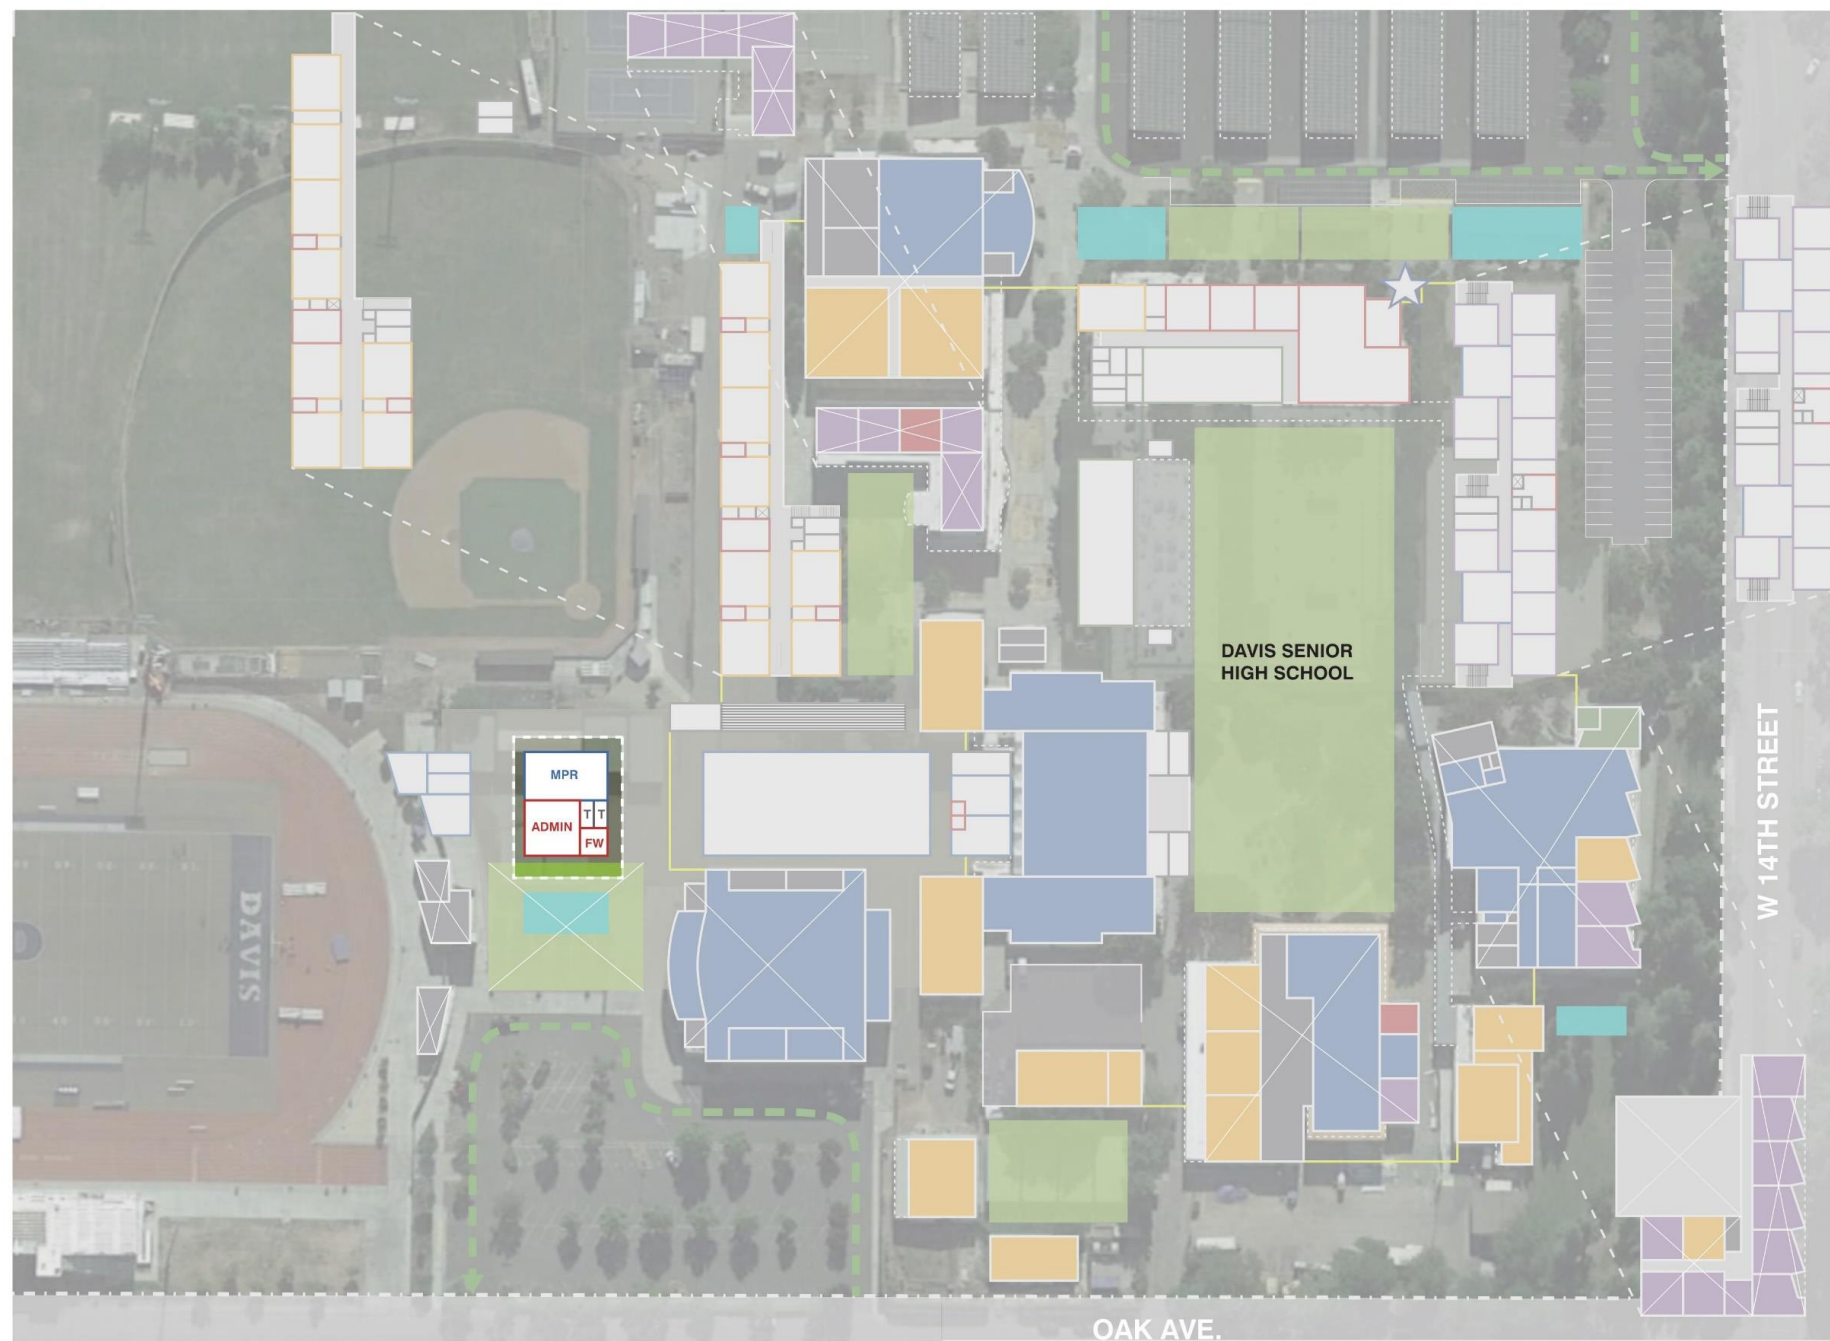 DAVIS SENIOR
HIGH SCHOOL
MPR
ADMIN
T T
FW
DAVIS
W 14TH STREET
OAK AVE.